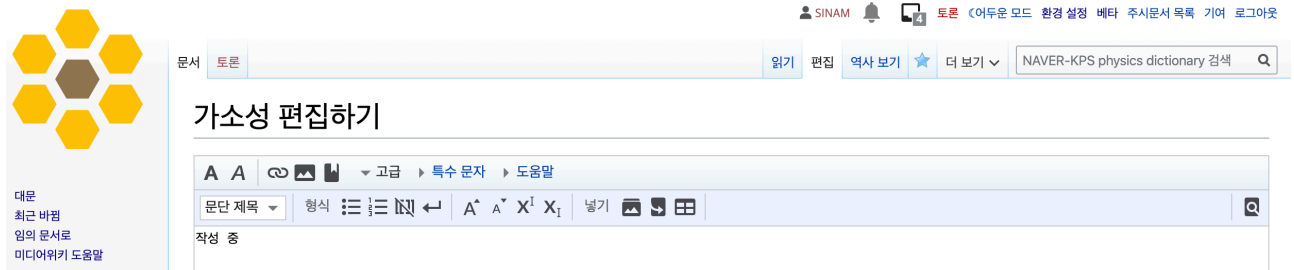 SINAM 4 토론 어두운 모드 환경 설정 베타 주시문서 목록 기여 로그아웃
문서 토론 읽기 편집 역사 보기 더 보기 NAVER-KPS physics dictionary 검색
가소성 편집하기
A A 고급 특수 문자 도움말
문단 제목 형식 A A X I X I 넣기
작성 중
대문
최근 바뀜
임의 문서로
미디어위키 도움말